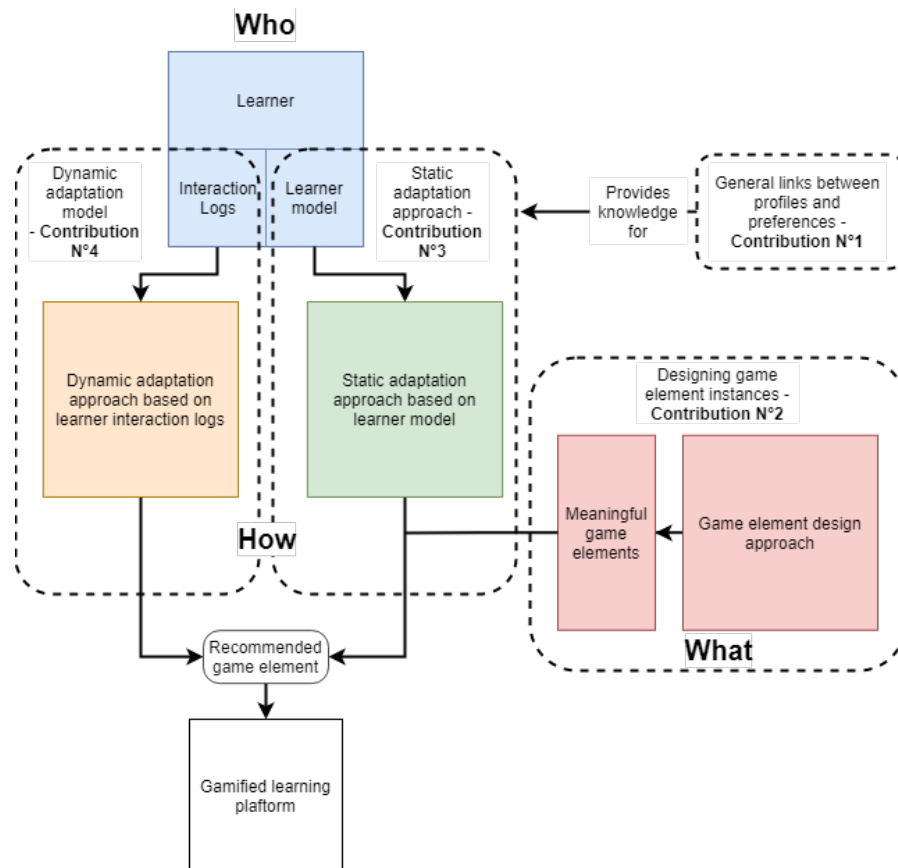 Who
Learner
Interaction
Logs
Learner
model
Dynamic
adaptation
model
- Contribution
N°4
Static
adaptation
approach -
Contribution
N°3
Provides
knowledge
for
General links between
profiles and
preferences -
Contribution N°1
Dynamic adaptation
approach based on
learner interaction logs
Static adaptation
approach based on
learner model
Designing game
element instances -
Contribution N°2
Meaningful
game
elements
Game element design
approach
How
What
Recommended
game element
Gamified learning
plaftorm